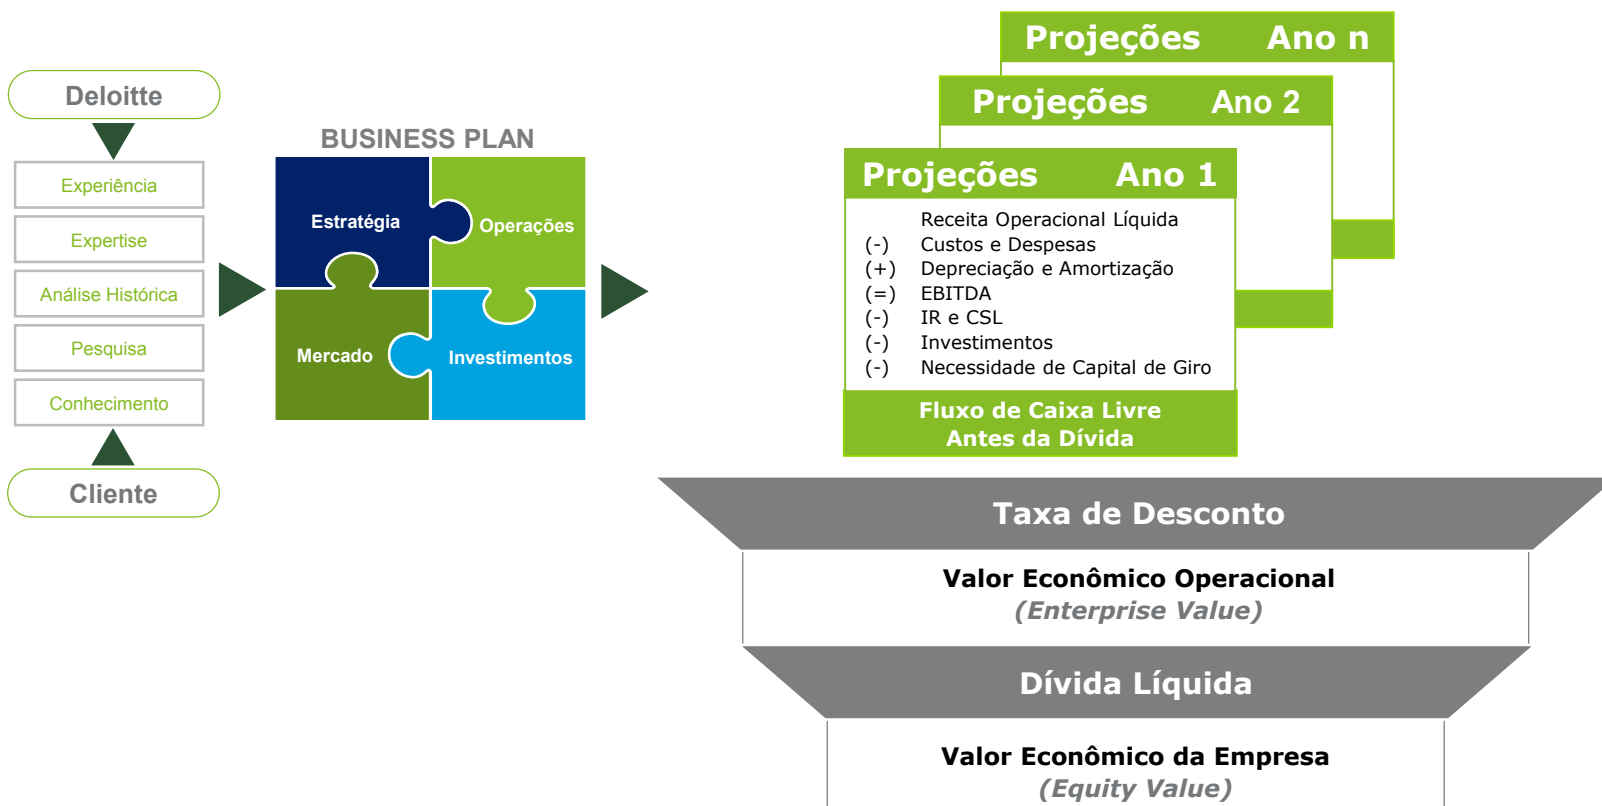 Deloitte
Experiência
Expertise
Análise Histórica
Pesquisa
Conhecimento
Cliente
BUSINESS PLAN
Estratégia
Operações
Mercado
Investimentos
Projeções Ano n
Projeções Ano 2
Projeções Ano 1
Receita Operacional Líquida
(-) Custos e Despesas
(+) Depreciação e Amortização
(=) EBITDA
(-) IR e CSL
(-) Investimentos
(-) Necessidade de Capital de Giro
Fluxo de Caixa Livre
Antes da Dívida
Taxa de Desconto
Valor Econômico Operacional
(Enterprise Value)
Dívida Líquida
Valor Econômico da Empresa
(Equity Value)